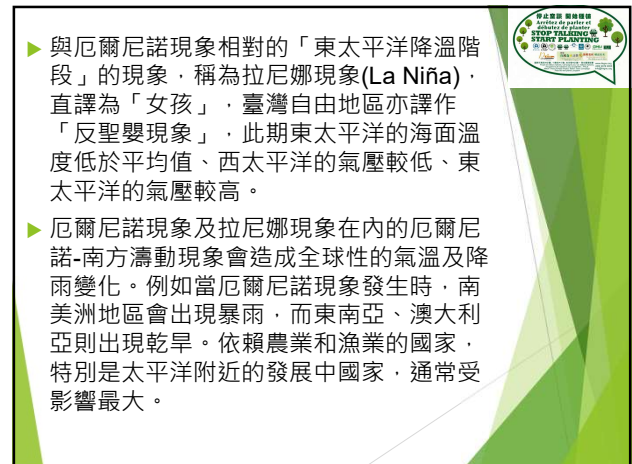 停止空談 開始種樹
Arrêtez de parler et
débutez de planter
STOP TALKING
START PLANTING
與厄爾尼諾現象相對的「東太平洋降溫階
段」的現象，稱為拉尼娜現象(La Niña)，
直譯為「女孩」，臺灣自由地區亦譯作
「反聖嬰現象」，此期東太平洋的海面溫
度低於平均值、西太平洋的氣壓較低、東
太平洋的氣壓較高。
厄爾尼諾現象及拉尼娜現象在內的厄爾尼
諾-南方濤動現象會造成全球性的氣溫及降
雨變化。例如當厄爾尼諾現象發生時，南
美洲地區會出現暴雨，而東南亞、澳大利
亞則出現乾旱。依賴農業和漁業的國家，
特別是太平洋附近的發展中國家，通常受
影響最大。